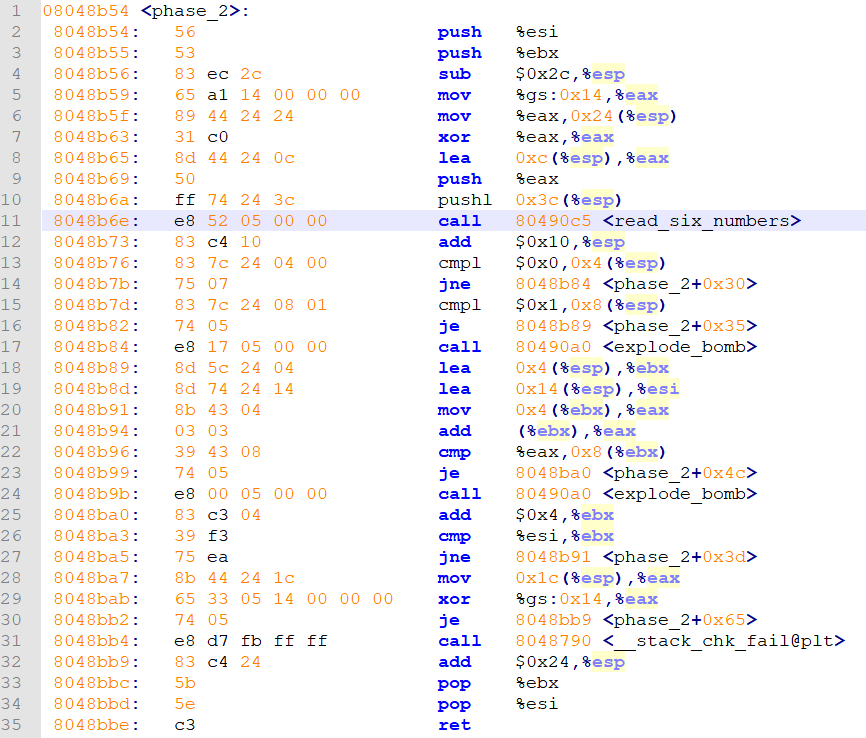 1 08048b54 <phase_2>:
2 8048b54: 56 push %esi
3 8048b55: 53 push %ebx
4 8048b56: 83 ec 2c sub $0x2c,%esp
5 8048b59: 65 a1 14 00 00 00 mov %gs:0x14,%eax
6 8048b5f: 89 44 24 24 mov %eax,0x24(%esp)
7 8048b63: 31 c0 xor %eax,%eax
8 8048b65: 8d 44 24 0c lea 0xc(%esp),%eax
9 8048b69: 50 push %eax
10 8048b6a: ff 74 24 3c pushl 0x3c(%esp)
11 8048b6e: e8 52 05 00 00 call 80490c5 <read_six_numbers>
12 8048b73: 83 c4 10 add $0x10,%esp
13 8048b76: 83 7c 24 04 00 cmpl $0x0,0x4(%esp)
14 8048b7b: 75 07 jne 8048b84 <phase_2+0x30>
15 8048b7d: 83 7c 24 08 01 cmpl $0x1,0x8(%esp)
16 8048b82: 74 05 je 8048b89 <phase_2+0x35>
17 8048b84: e8 17 05 00 00 call 80490a0 <explode_bomb>
18 8048b89: 8d 5c 24 04 lea 0x4(%esp),%ebx
19 8048b8d: 8d 74 24 14 lea 0x14(%esp),%esi
20 8048b91: 8b 43 04 mov 0x4(%ebx),%eax
21 8048b94: 03 03 add (%ebx),%eax
22 8048b96: 39 43 08 cmp %eax,0x8(%ebx)
23 8048b99: 74 05 je 8048ba0 <phase_2+0x4c>
24 8048b9b: e8 00 05 00 00 call 80490a0 <explode_bomb>
25 8048ba0: 83 c3 04 add $0x4,%ebx
26 8048ba3: 39 f3 cmp %esi,%ebx
27 8048ba5: 75 ea jne 8048b91 <phase_2+0x3d>
28 8048ba7: 8b 44 24 1c mov 0x1c(%esp),%eax
29 8048bab: 65 33 05 14 00 00 00 xor %gs:0x14,%eax
30 8048bb2: 74 05 je 8048bb9 <phase_2+0x65>
31 8048bb4: e8 d7 fb ff ff call 8048790 <__stack_chk_fail@plt>
32 8048bb9: 83 c4 24 add $0x24,%esp
33 8048bbc: 5b pop %ebx
34 8048bbd: 5e pop %esi
35 8048bbe: c3 ret